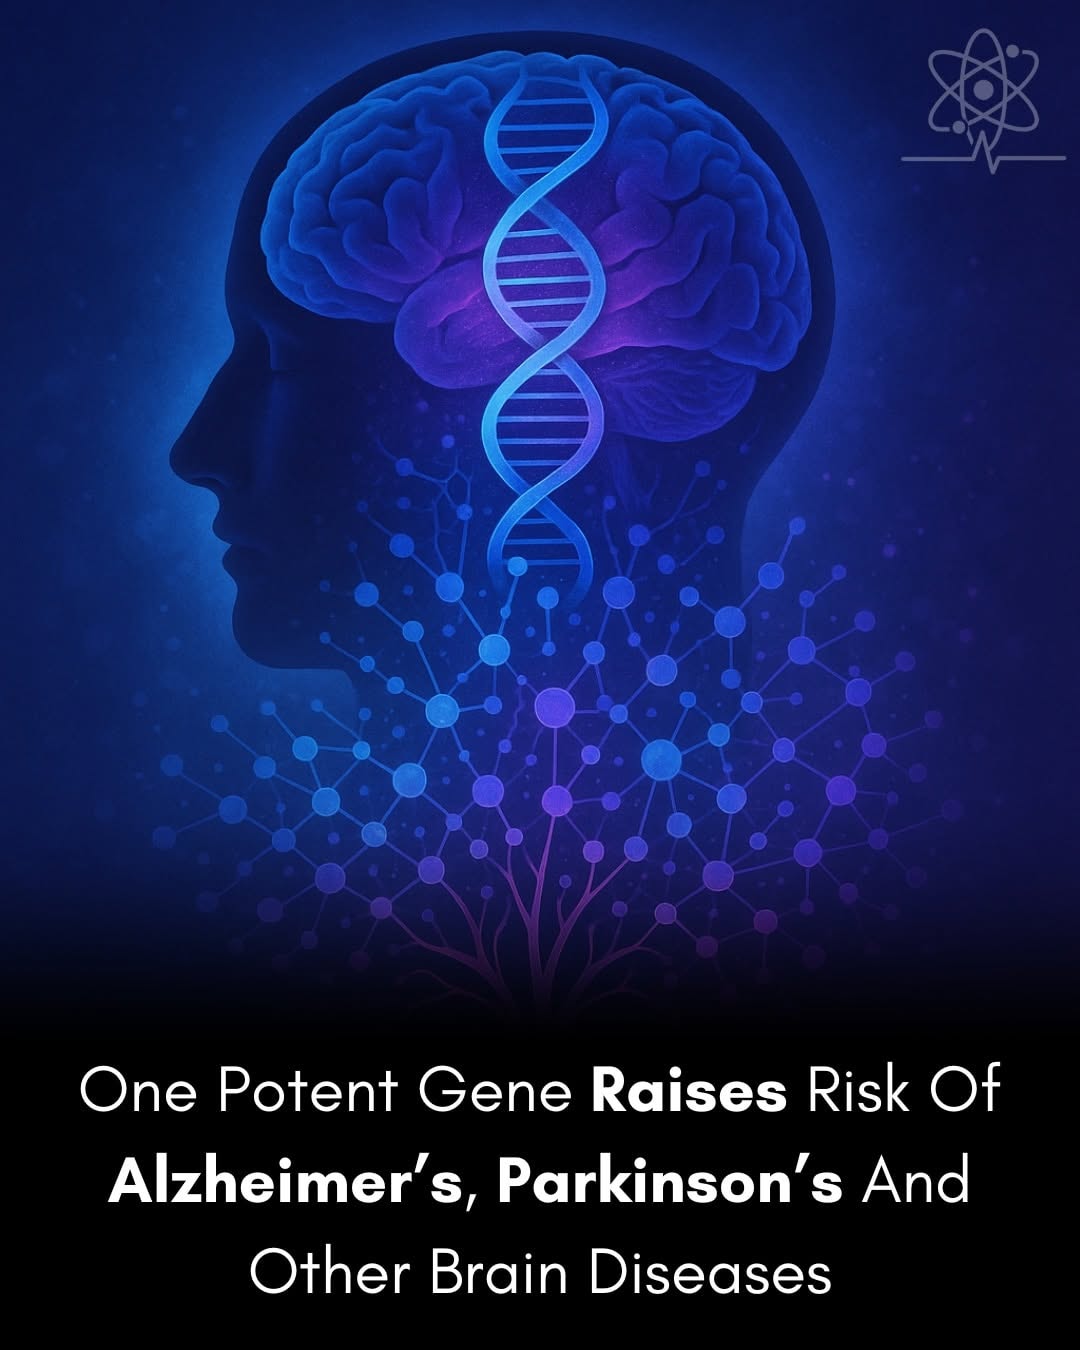 One Potent Gene Raises Risk Of
Alzheimer’s, Parkinson’s And
Other Brain Diseases